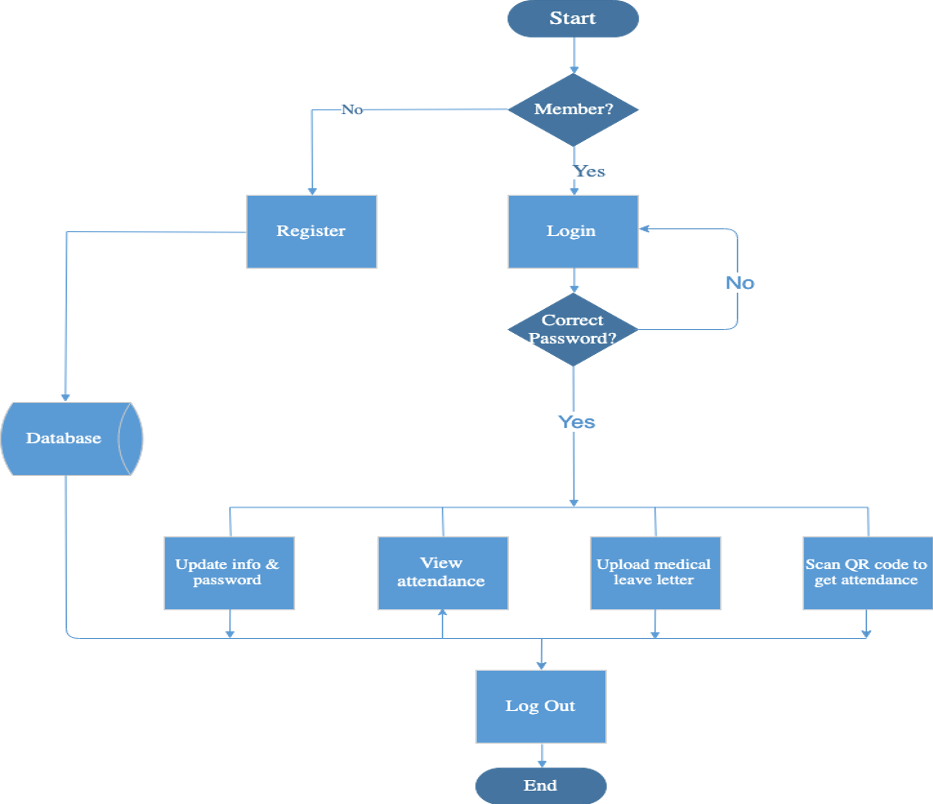 Start
Member?
No
Yes
Register
Login
No
Correct
Password?
Yes
Database
Update info &
password
View
attendance
Upload medical
leave letter
Scan QR code to
get attendance
Log Out
End